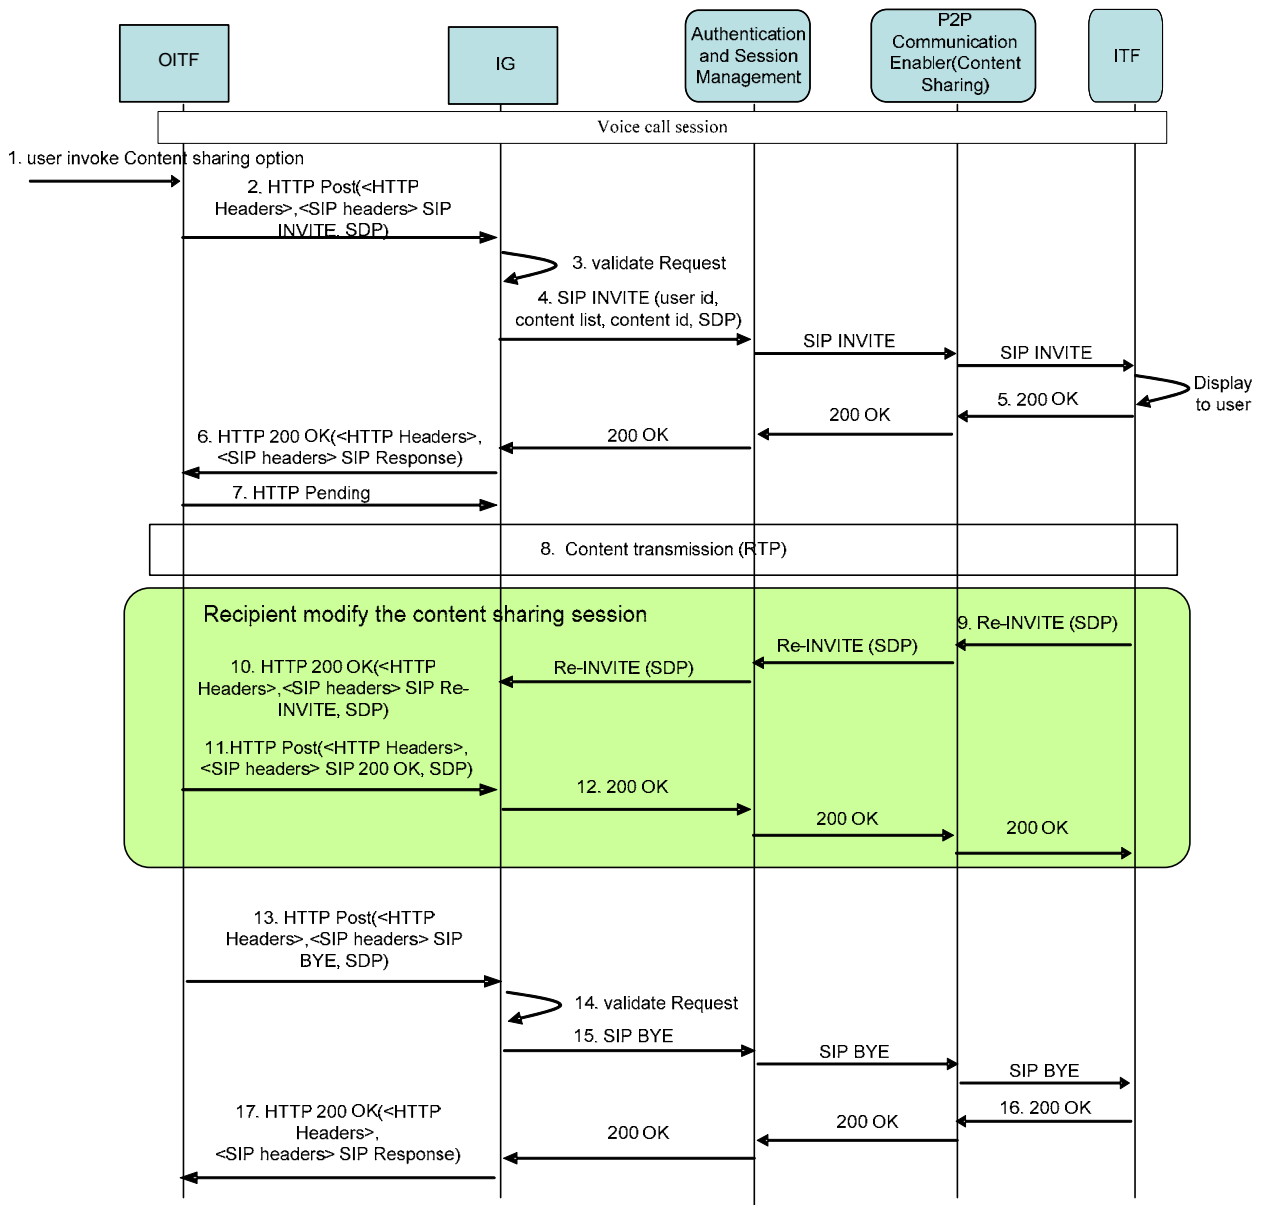 OITF
IG
Authentication
and Session
Management
P2P
Communication
Enabler(Content
Sharing)
ITF
Voice call session
1. user invoke Content sharing option
2. HTTP Post(<HTTP
Headers>,<SIP headers> SIP
INVITE, SDP)
3. validate Request
4. SIP INVITE (user id,
content list, content id, SDP)
SIP INVITE
SIP INVITE
Display
to user
5. 200 OK
200 OK
200 OK
6. HTTP 200 OK(<HTTP Headers>,
<SIP headers> SIP Response)
7. HTTP Pending
8. Content transmission (RTP)
Recipient modify the content sharing session
9. Re-INVITE (SDP)
Re-INVITE (SDP)
Re-INVITE (SDP)
10. HTTP 200 OK(<HTTP
Headers>,<SIP headers> SIP Re-
INVITE, SDP)
11.HTTP Post(<HTTP Headers>,
<SIP headers> SIP 200 OK, SDP)
12. 200 OK
200 OK
200 OK
13. HTTP Post(<HTTP
Headers>,<SIP headers> SIP
BYE, SDP)
14. validate Request
15. SIP BYE
SIP BYE
SIP BYE
16. 200 OK
200 OK
200 OK
17. HTTP 200 OK(<HTTP
Headers>,
<SIP headers> SIP Response)